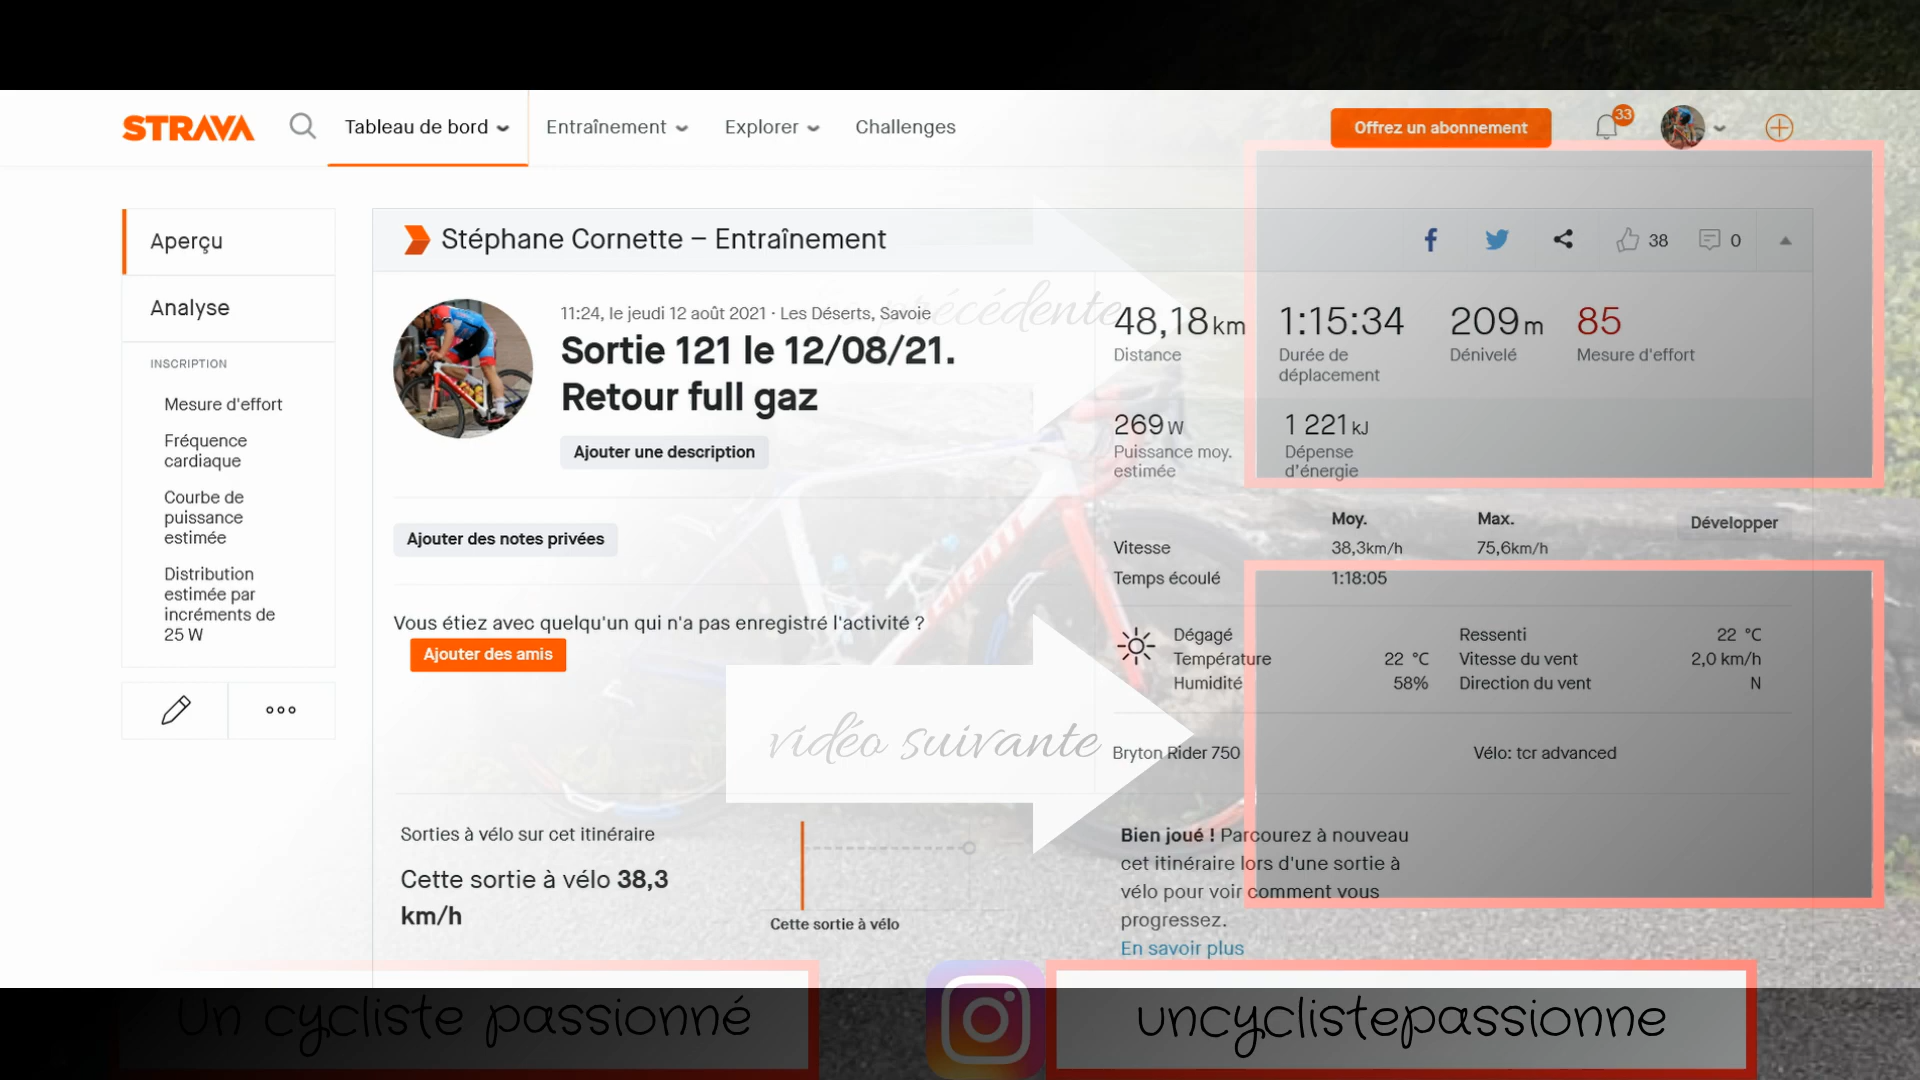 STRAVA
Tableau de bord
Entraînement
Explorer
Challenges
Offrez un abonnement
33
Aperçu
Analyse
INSCRIPTION
Mesure d'effort
Fréquence
cardiaque
Courbe de
puissance
estimée
Distribution
estimée par
incréments de
25 W
Stéphane Cornette – Entraînement
38
0
11:24, le jeudi 12 août 2021 · Les Déserts, Savoie
Sortie 121 le 12/08/21.
Retour full gaz
Ajouter une description
Ajouter des notes privées
Vous étiez avec quelqu'un qui n'a pas enregistré l'activité ?
Ajouter des amis
précédente
48,18 km
Distance
1:15:34
Durée de
déplacement
209 m
Dénivelé
85
Mesure d'effort
269 W
Puissance moy.
estimée
1 221 kJ
Dépense
d'énergie
Moy.
Max.
Développer
Vitesse
38,3km/h
75,6km/h
Temps écoulé
1:18:05
Dégagé
Température
22 °C
Humidité
58%
Ressenti
22 °C
Vitesse du vent
2,0 km/h
Direction du vent
N
vidéo suivante
Bryton Rider 750
Vélo: tcr advanced
Sorties à vélo sur cet itinéraire
Cette sortie à vélo 38,3
km/h
Cette sortie à vélo
Bien joué ! Parcourez à nouveau
cet itinéraire lors d'une sortie à
vélo pour voir comment vous
progressez.
En savoir plus
GIANT
Un cycliste passionné
uncyclistepassionne